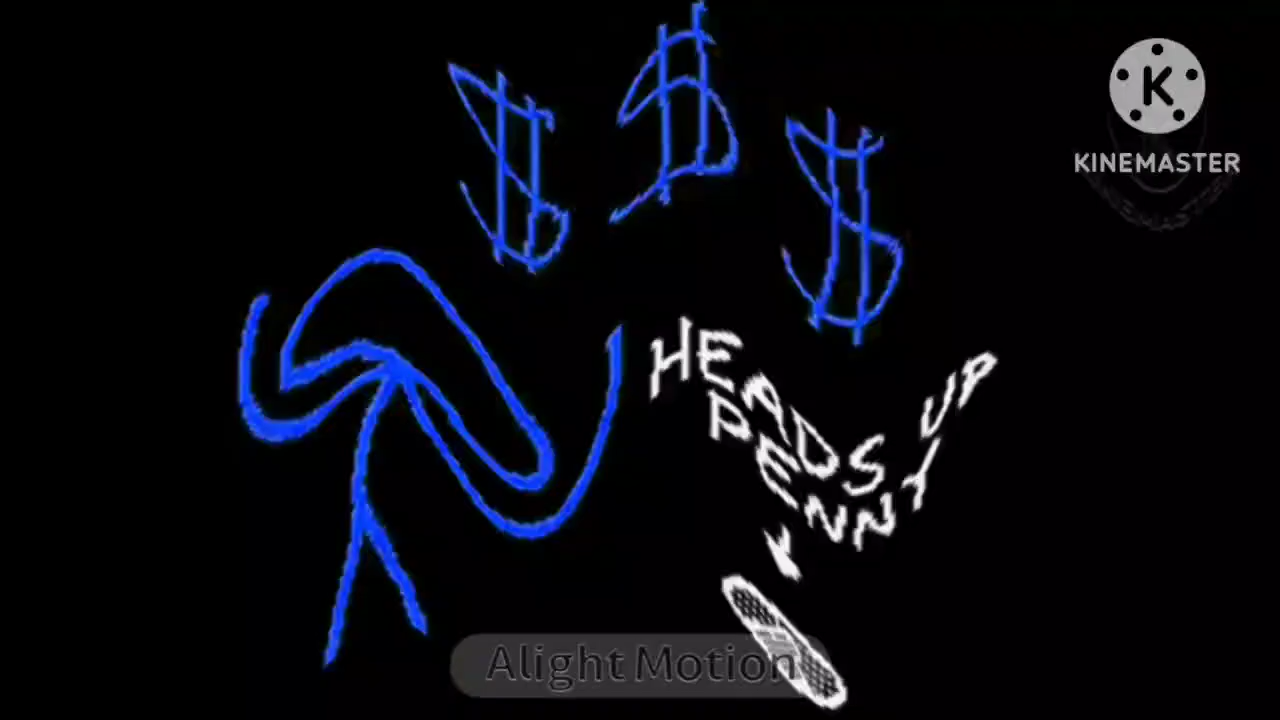 $ $ $
K
KINEMASTER
HEADS UP
PENNY
Alight Motion